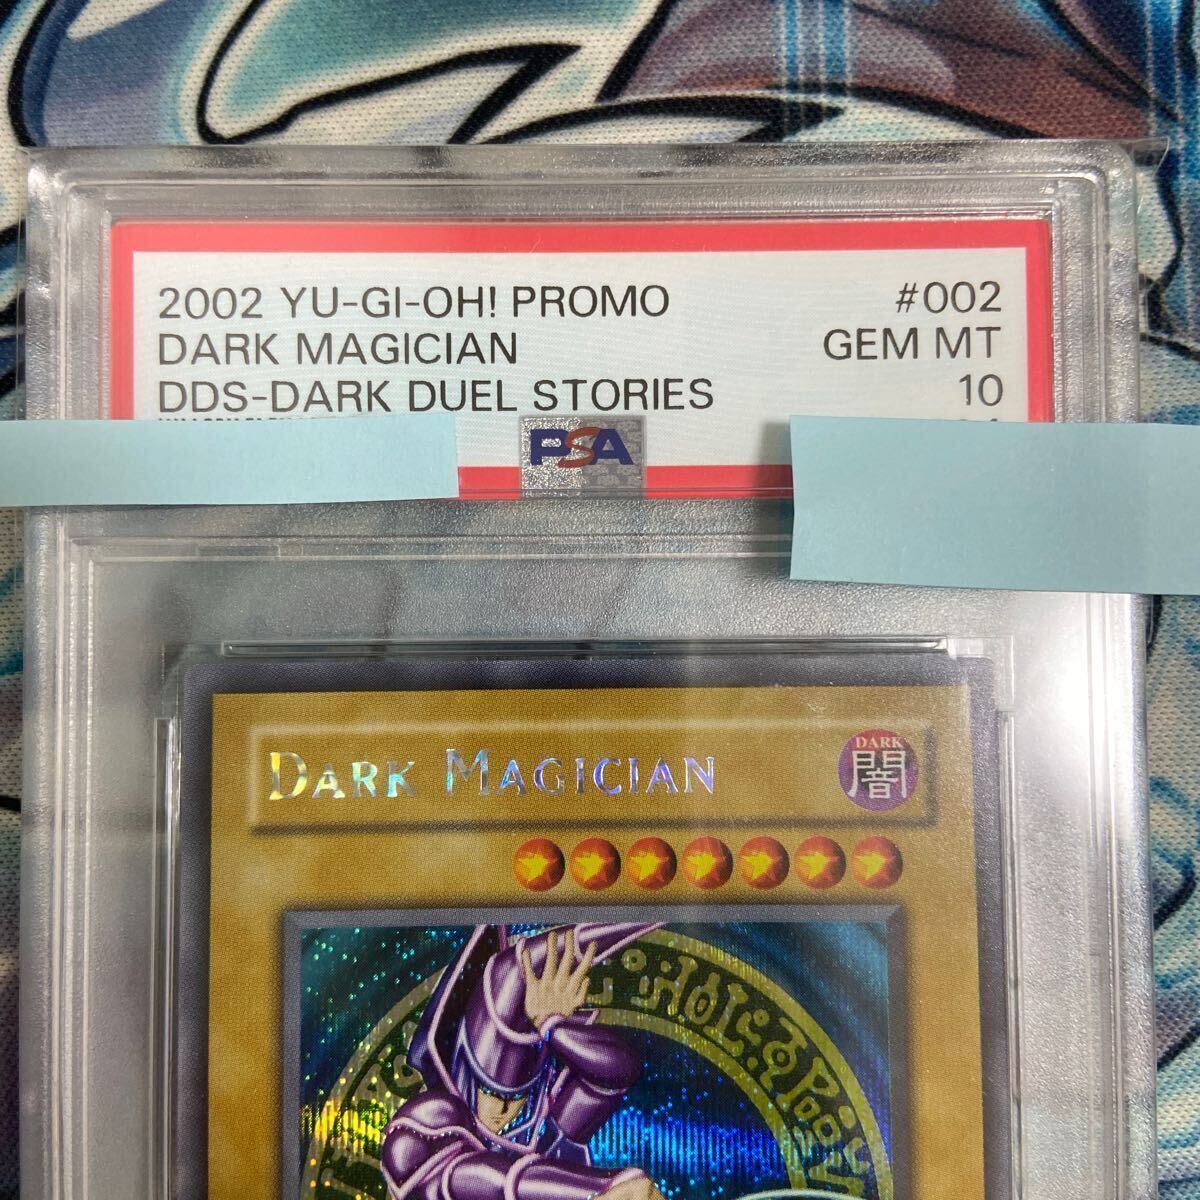 2002 YU-GI-OH! PROMO #002
DARK MAGICIAN GEM MT
DDS-DARK DUEL STORIES 10
PSA
DARK MAGICIAN
DARK
闇